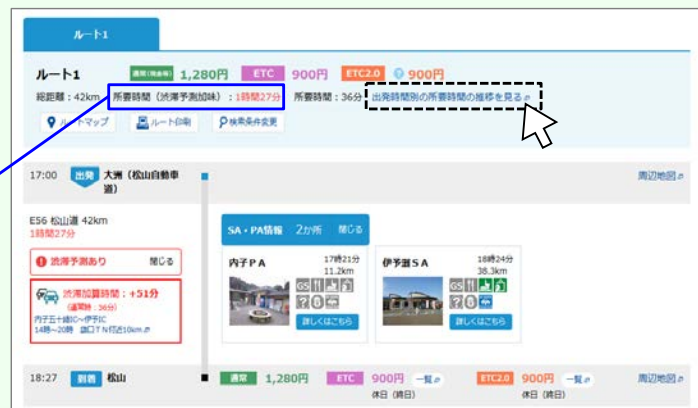 ルート1
ルート1 通常(現金等) 1,280円 ETC 900円 ETC2.0 ? 900円
総距離：42km 所要時間（渋滞予測加味）：1時間27分 所要時間：36分 出発時間別の所要時間の推移を見る
ルートマップ ルート印刷 検索条件変更
17:00 出発 大洲（松山自動車道） 周辺地図
E56 松山道 42km
1時間27分
渋滞予測あり 閉じる
渋滞加算時間：+51分
（通常時：36分）
内子五十崎IC～伊予IC
14時～20時 TN付近10km
SA・PA情報 2か所 閉じる
内子PA 17時21分
11.2km
GS
詳しくはこちら
伊予灘SA 18時24分
38.3km
GS
詳しくはこちら
18:27 到着 松山 通常 1,280円 ETC 900円 一覧 ETC2.0 900円 一覧 周辺地図
休日（終日） 休日（終日）